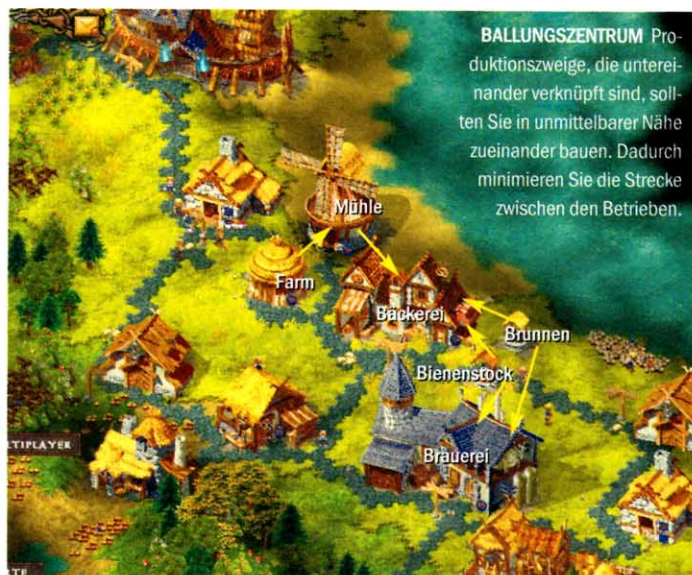 BALLUNGSZENTRUM Pro-
duktionszweige, die unterei-
nander verknüpft sind, soll-
ten Sie in unmittelbarer Nähe
zueinander bauen. Dadurch
minimieren Sie die Strecke
zwischen den Betrieben.
Mühle
Farm
Bäckerei
Brunnen
Bienenstock
Brauerei
TIPLAYER